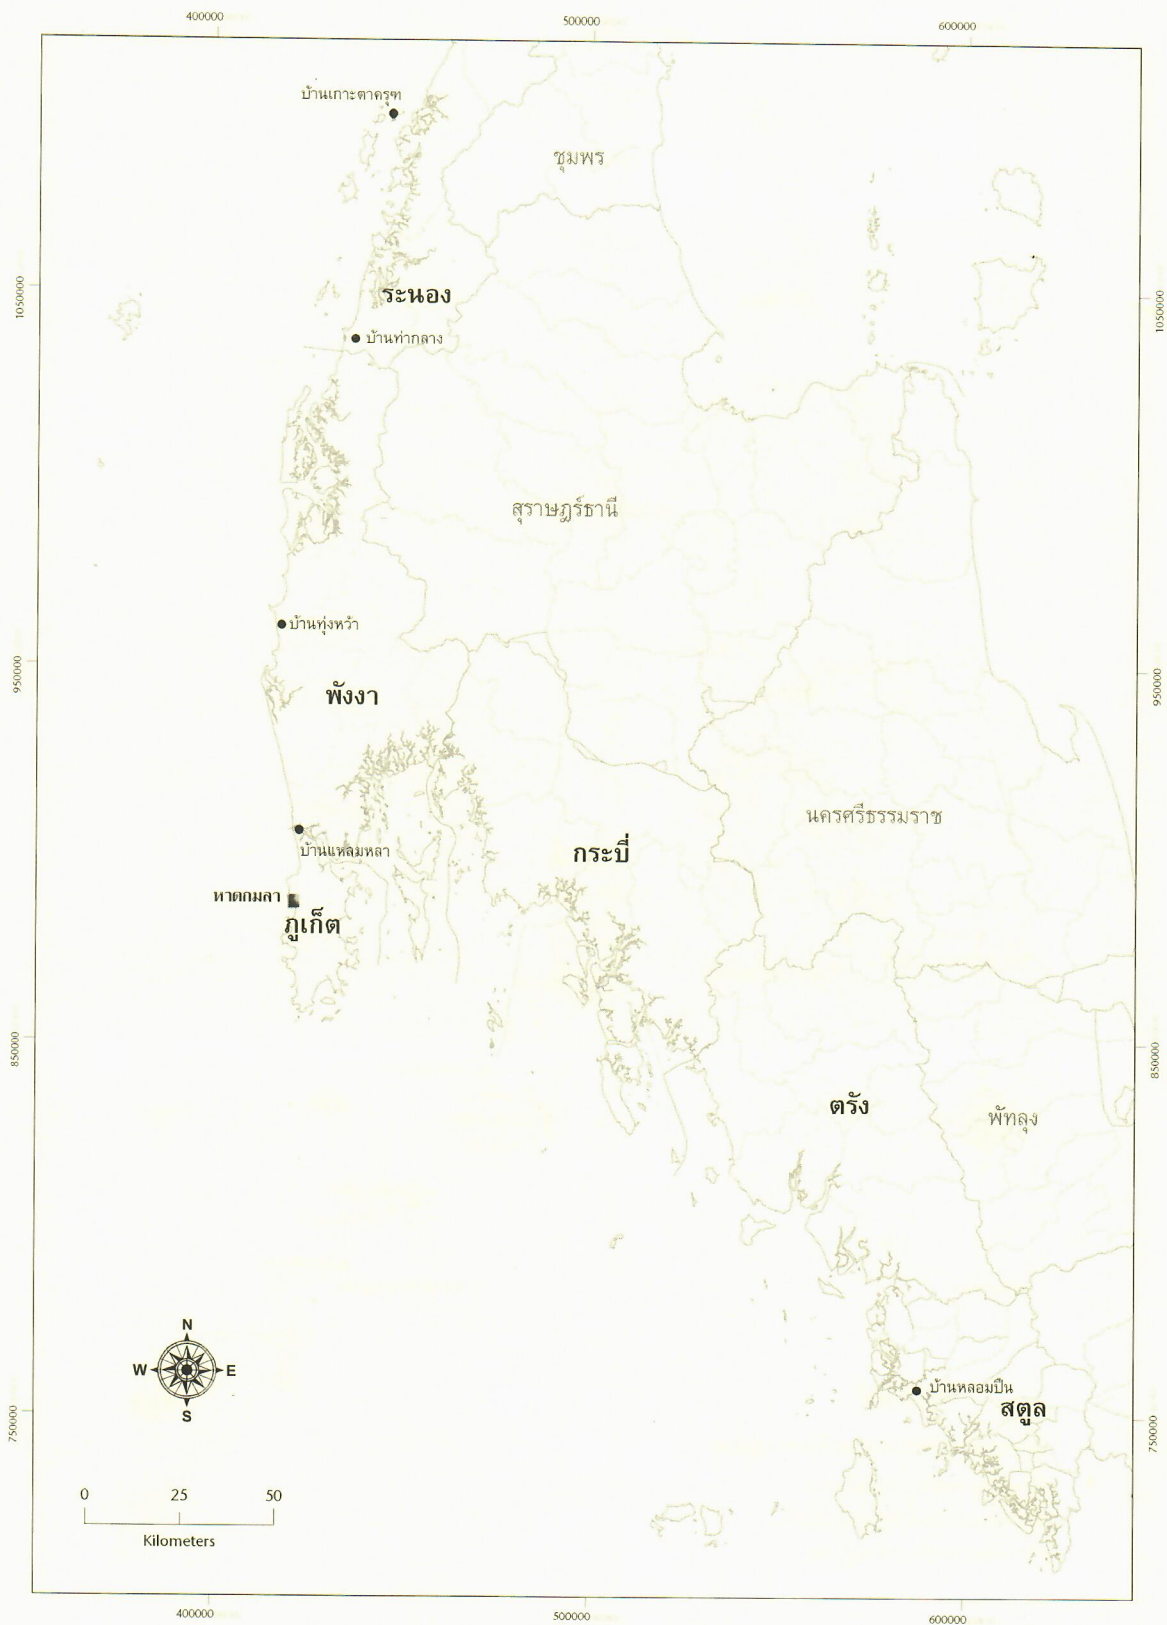 400000
500000
600000
บ้านเกาะตาครุฑ
ชุมพร
1050000
1050000
ระนอง
บ้านท่ากลาง
สุราษฎร์ธานี
บ้านทุ่งหว้า
950000
950000
พังงา
นครศรีธรรมราช
บ้านแหลมหลา
กระบี่
หาดกมลา
ภูเก็ต
850000
850000
ตรัง
พัทลุง
N
W
E
S
บ้านหลอมปืน
สตูล
750000
750000
0 25 50
Kilometers
400000
500000
600000